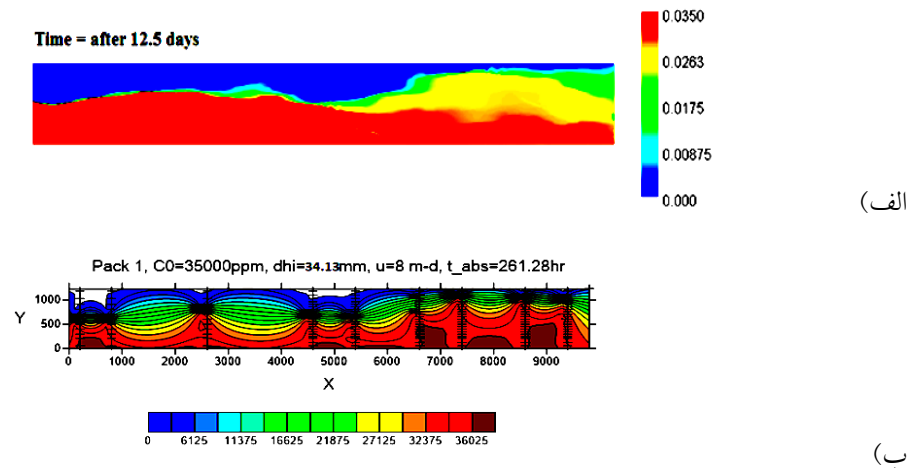 0.0350
Time = after 12.5 days
0.0263
0.0175
0.00875
0.000
الف)
Pack 1, C0=35000ppm, dhi=34.13mm, u=8 m-d, t_abs=261.28hr
1000
Y
500
0
0 1000 2000 3000 4000 5000 6000 7000 8000 9000
X
0 6125 11375 16625 21875 27125 32375 36025
ب)